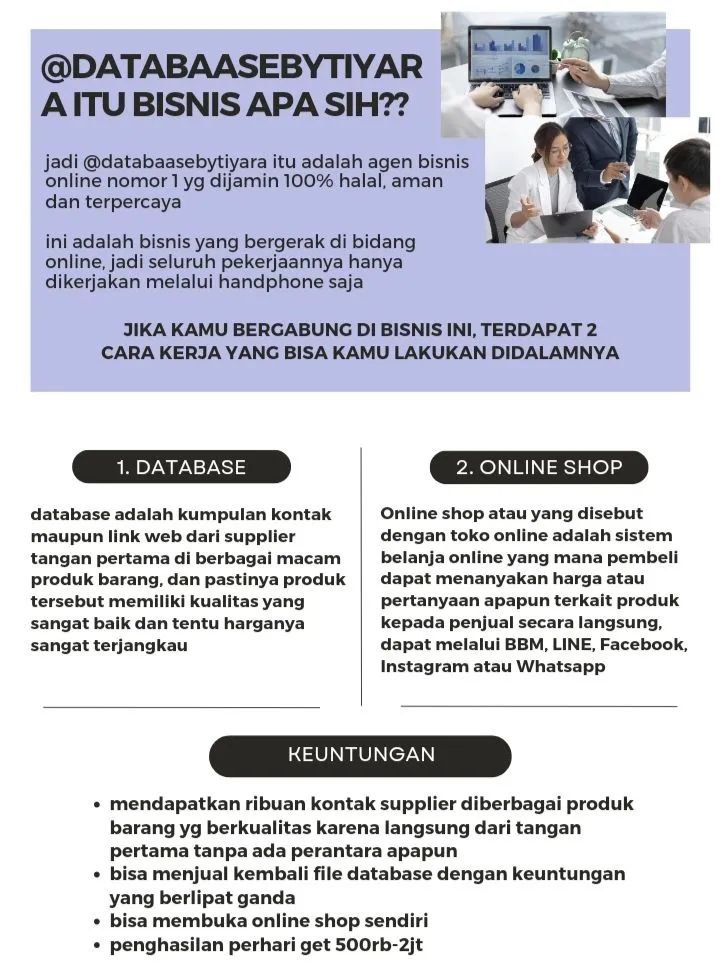 @DATABAASEBYTIYAR
A ITU BISNIS APA SIH??
jadi @databaasebytiyara itu adalah agen bisnis
online nomor 1 yg dijamin 100% halal, aman
dan terpercaya
ini adalah bisnis yang bergerak di bidang
online, jadi seluruh pekerjaannya hanya
dikerjakan melalui handphone saja
JIKA KAMU BERGABUNG DI BISNIS INI, TERDAPAT 2
CARA KERJA YANG BISA KAMU LAKUKAN DIDALAMNYA
1. DATABASE
database adalah kumpulan kontak
maupun link web dari supplier
tangan pertama di berbagai macam
produk barang, dan pastinya produk
tersebut memiliki kualitas yang
sangat baik dan tentu harganya
sangat terjangkau
2. ONLINE SHOP
Online shop atau yang disebut
dengan toko online adalah sistem
belanja online yang mana pembeli
dapat menanyakan harga atau
pertanyaan apapun terkait produk
kepada penjual secara langsung,
dapat melalui BBM, LINE, Facebook,
Instagram atau Whatsapp
KEUNTUNGAN
• mendapatkan ribuan kontak supplier diberbagai produk
barang yg berkualitas karena langsung dari tangan
pertama tanpa ada perantara apapun
• bisa menjual kembali file database dengan keuntungan
yang berlipat ganda
• bisa membuka online shop sendiri
• penghasilan perhari get 500rb-2jt